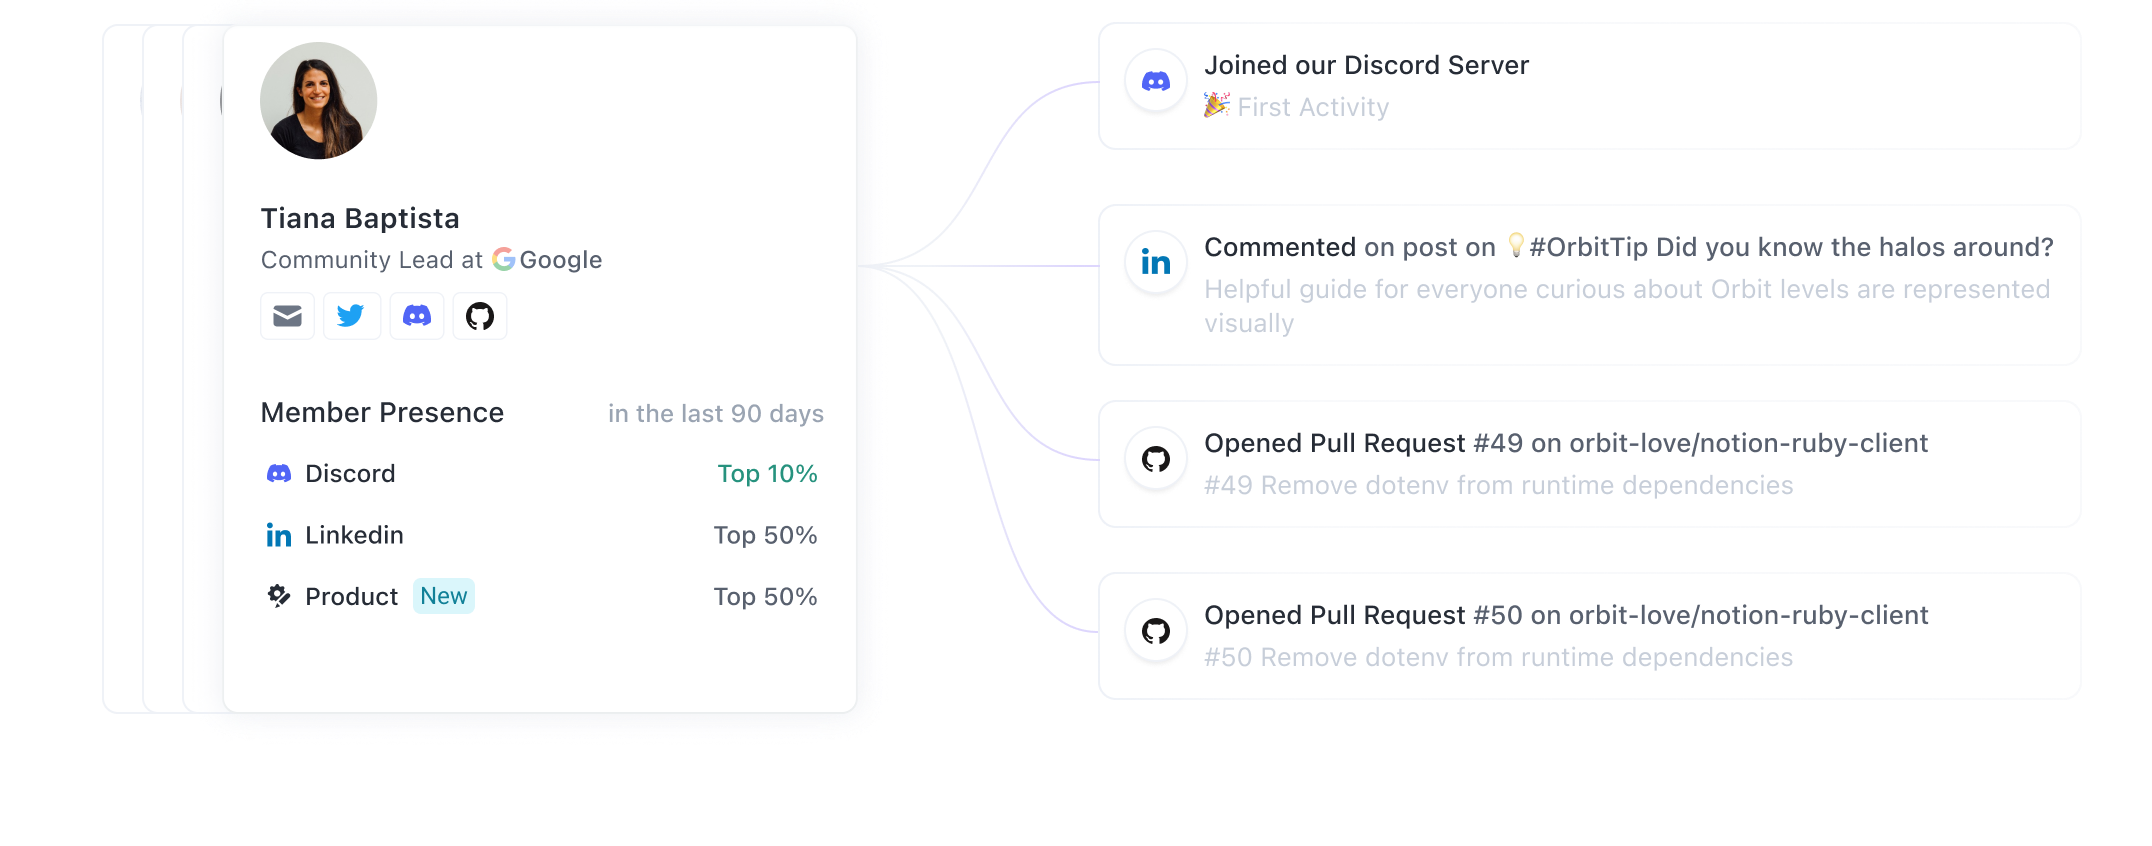 Tiana Baptista
Community Lead at Google
Member Presence in the last 90 days
Discord Top 10%
Linkedin Top 50%
Product New Top 50%
Joined our Discord Server
🎉 First Activity
Commented on post on 💡#OrbitTip Did you know the halos around?
Helpful guide for everyone curious about Orbit levels are represented
visually
Opened Pull Request #49 on orbit-love/notion-ruby-client
#49 Remove dotenv from runtime dependencies
Opened Pull Request #50 on orbit-love/notion-ruby-client
#50 Remove dotenv from runtime dependencies